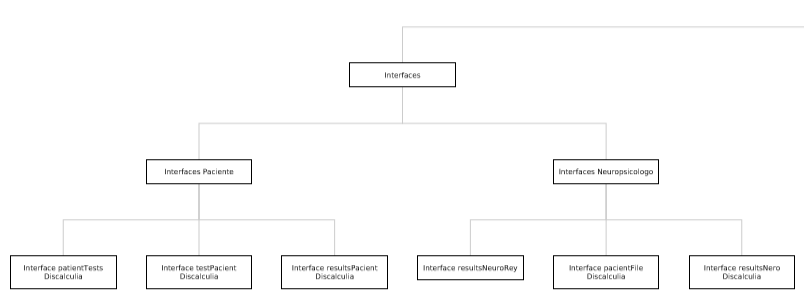 Interfaces
Interfaces Paciente
Interfaces Neuropsicologo
Interface patientTests
Discalculia
Interface testPacient
Discalculia
Interface resultsPacient
Discalculia
Interface resultsNeuroRey
Interface pacientFile
Discalculia
Interface resultsNero
Discalculia